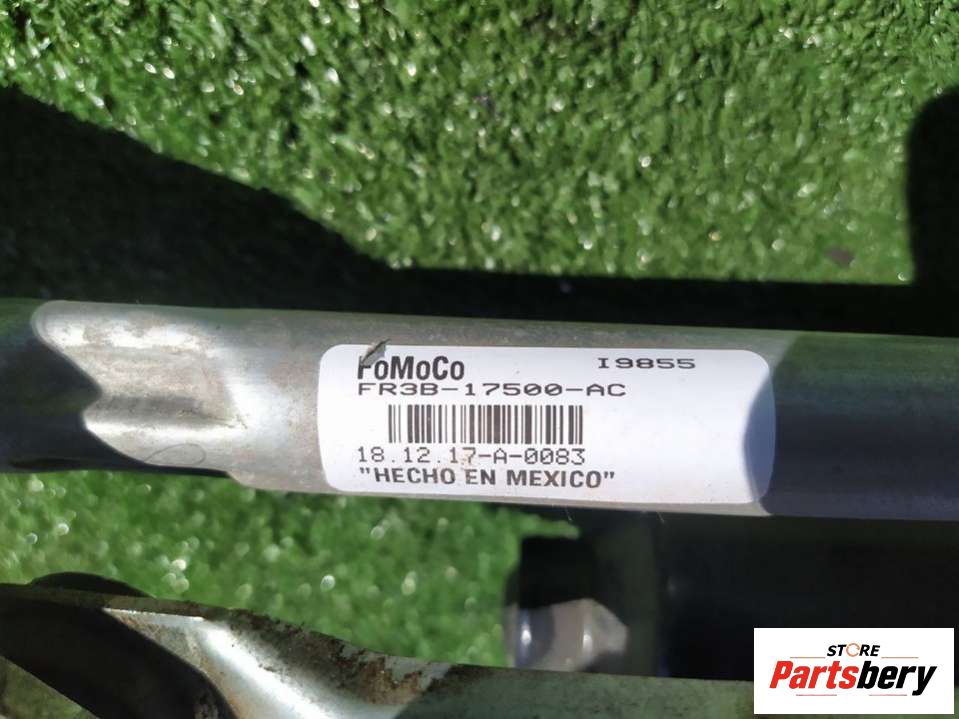 FoMoCo I9855
FR3B-17500-AC
18.12.17-A-0083
"HECHO EN MEXICO"
STORE
Partsbery